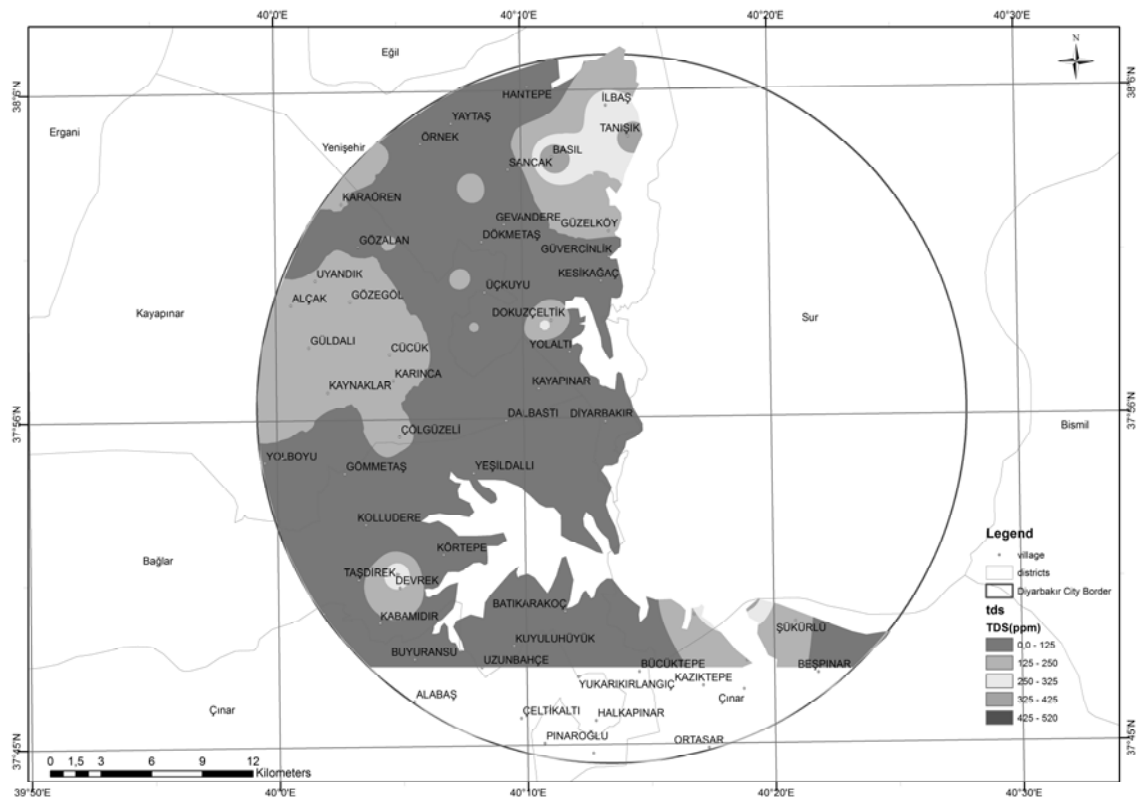 40°0'E 40°10'E 40°20'E 40°30'E
N
Eğil
38°6'N 38°6'N
HANTEPE
İLBAŞ
YAYTAŞ
TANIŞIK
Ergani
ÖRNEK
Yenişehir
BASIL
SANCAK
KARAÖREN
GEVANDERE
GÜZELKÖY
DÖKMETAŞ
GÖZALAN
GÜVERCİNLİK
UYANDIK
KESİKAĞAÇ
ÜÇKUYU
ALÇAK
GÖZEGÖL
Kayapınar
DOKUZÇELTİK
Sur
GÜLDALI
CÜCÜK
YOLALTI
KARINCA
KAYNAKLAR
KAYAPINAR
DALBASTI
DİYARBAKIR
37°56'N 37°56'N
ÇÖLGÜZELİ
Bismil
YOLBOYU
GÖMMETAŞ
YEŞİLDALLI
KOLLUDERE
Legend
KÖRTEPE
village
Bağlar
TAŞDIREK
DEVREK
districts
Diyarbakır City Border
BATIKARAKOÇ
tds
KABAMIDIR
TDS(ppm)
ŞÜKÜRLÜ
0,0 - 125
KUYULUHÜYÜK
BUYURANSU
UZUNBAHÇE
BÜCÜKTEPE
BEŞPINAR
125 - 250
KAZIKTEPE
YUKARIKIRLANGIÇ
250 - 325
ALABAŞ
Çınar
325 - 425
Çınar
ÇELTİKALTI
HALKAPINAR
425 - 520
PINAROĞLU
ORTASAR
37°45'N 37°45'N
0 1,5 3 6 9 12
Kilometers
39°50'E 40°0'E 40°10'E 40°20'E 40°30'E